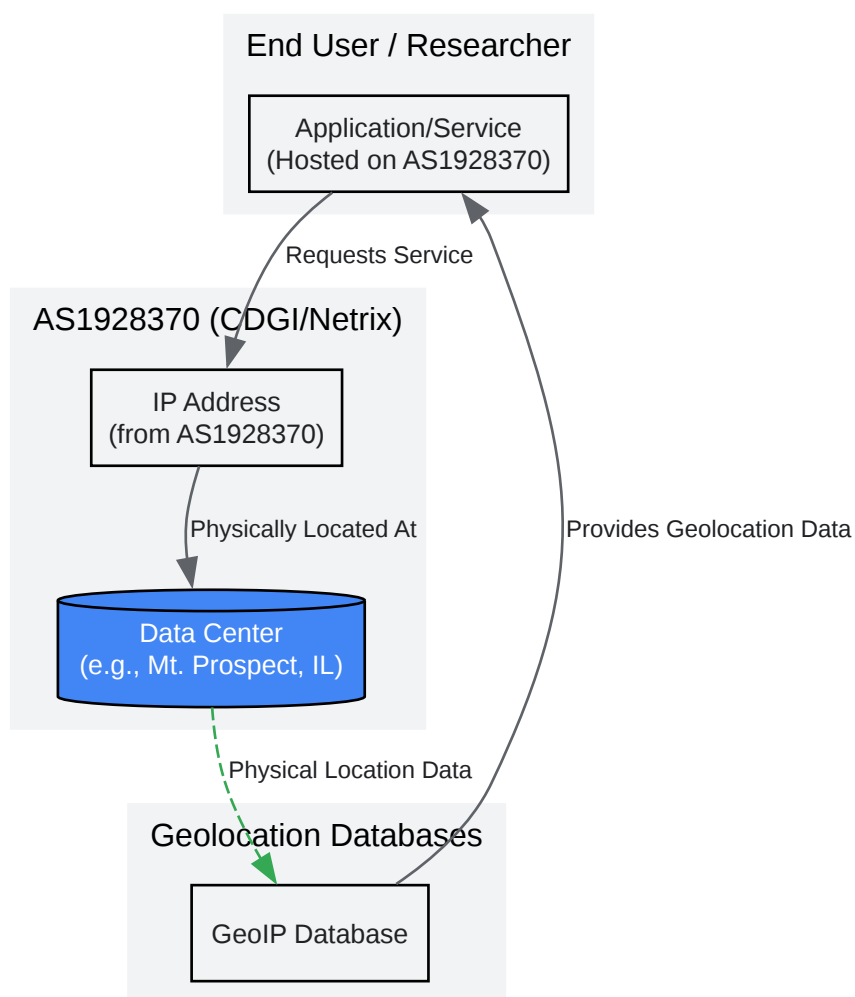 End User / Researcher
Application/Service
(Hosted on AS1928370)
Requests Service
AS1928370 (CDGI/Netrix)
IP Address
(from AS1928370)
Physically Located At
Provides Geolocation Data
Data Center
(e.g., Mt. Prospect, IL)
Physical Location Data
Geolocation Databases
GeoIP Database